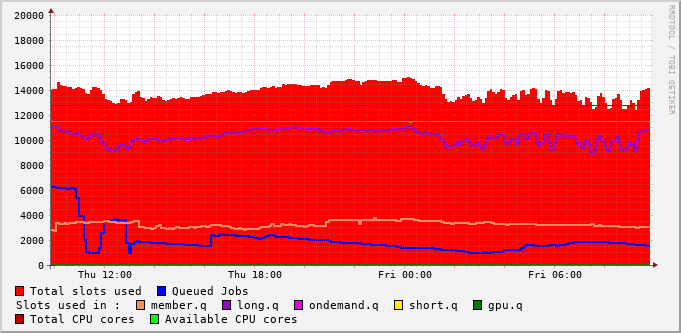 20000
18000
16000
14000
12000
10000
8000
6000
4000
2000
0
Thu 12:00 Thu 18:00 Fri 00:00 Fri 06:00
RRDTOOL / TOBI OETIKER
Total slots used Queued Jobs
Slots used in : member.q long.q ondemand.q short.q gpu.q
Total CPU cores Available CPU cores